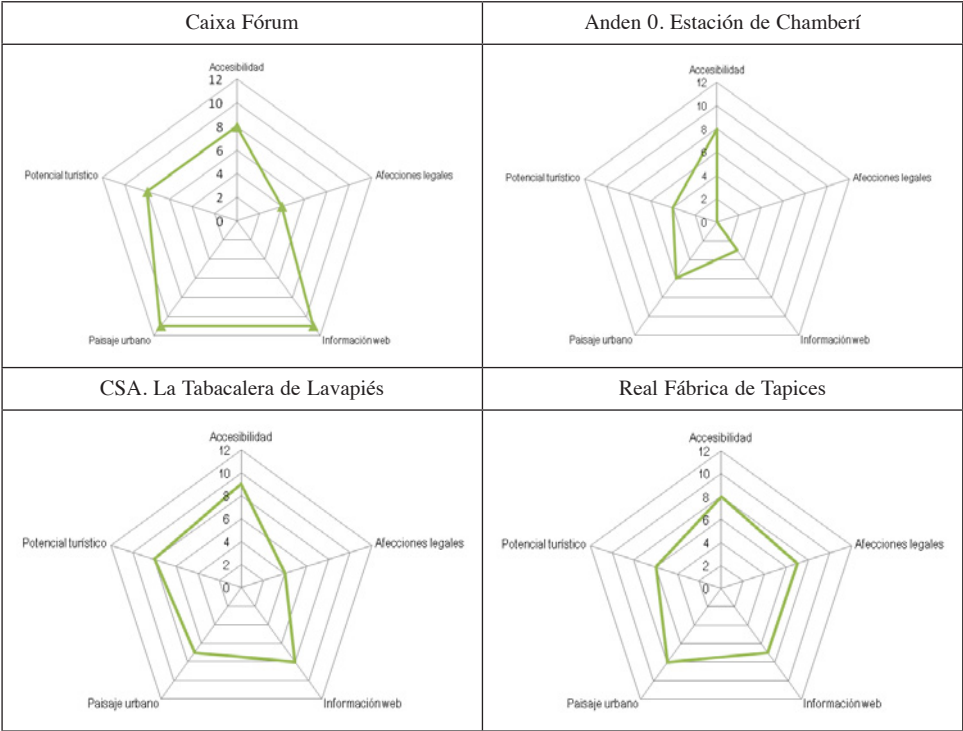 Caixa Fórum
Accesibilidad
12
10
8
6
4
2
0
Potencial turístico
Afecciones legales
Paisaje urbano
Información web
Anden 0. Estación de Chamberí
Accesibilidad
12
10
8
6
4
2
0
Potencial turístico
Afecciones legales
Paisaje urbano
Información web
CSA. La Tabacalera de Lavapiés
Accesibilidad
12
10
8
6
4
2
0
Potencial turístico
Afecciones legales
Paisaje urbano
Información web
Real Fábrica de Tapices
Accesibilidad
12
10
8
6
4
2
0
Potencial turístico
Afecciones legales
Paisaje urbano
Información web